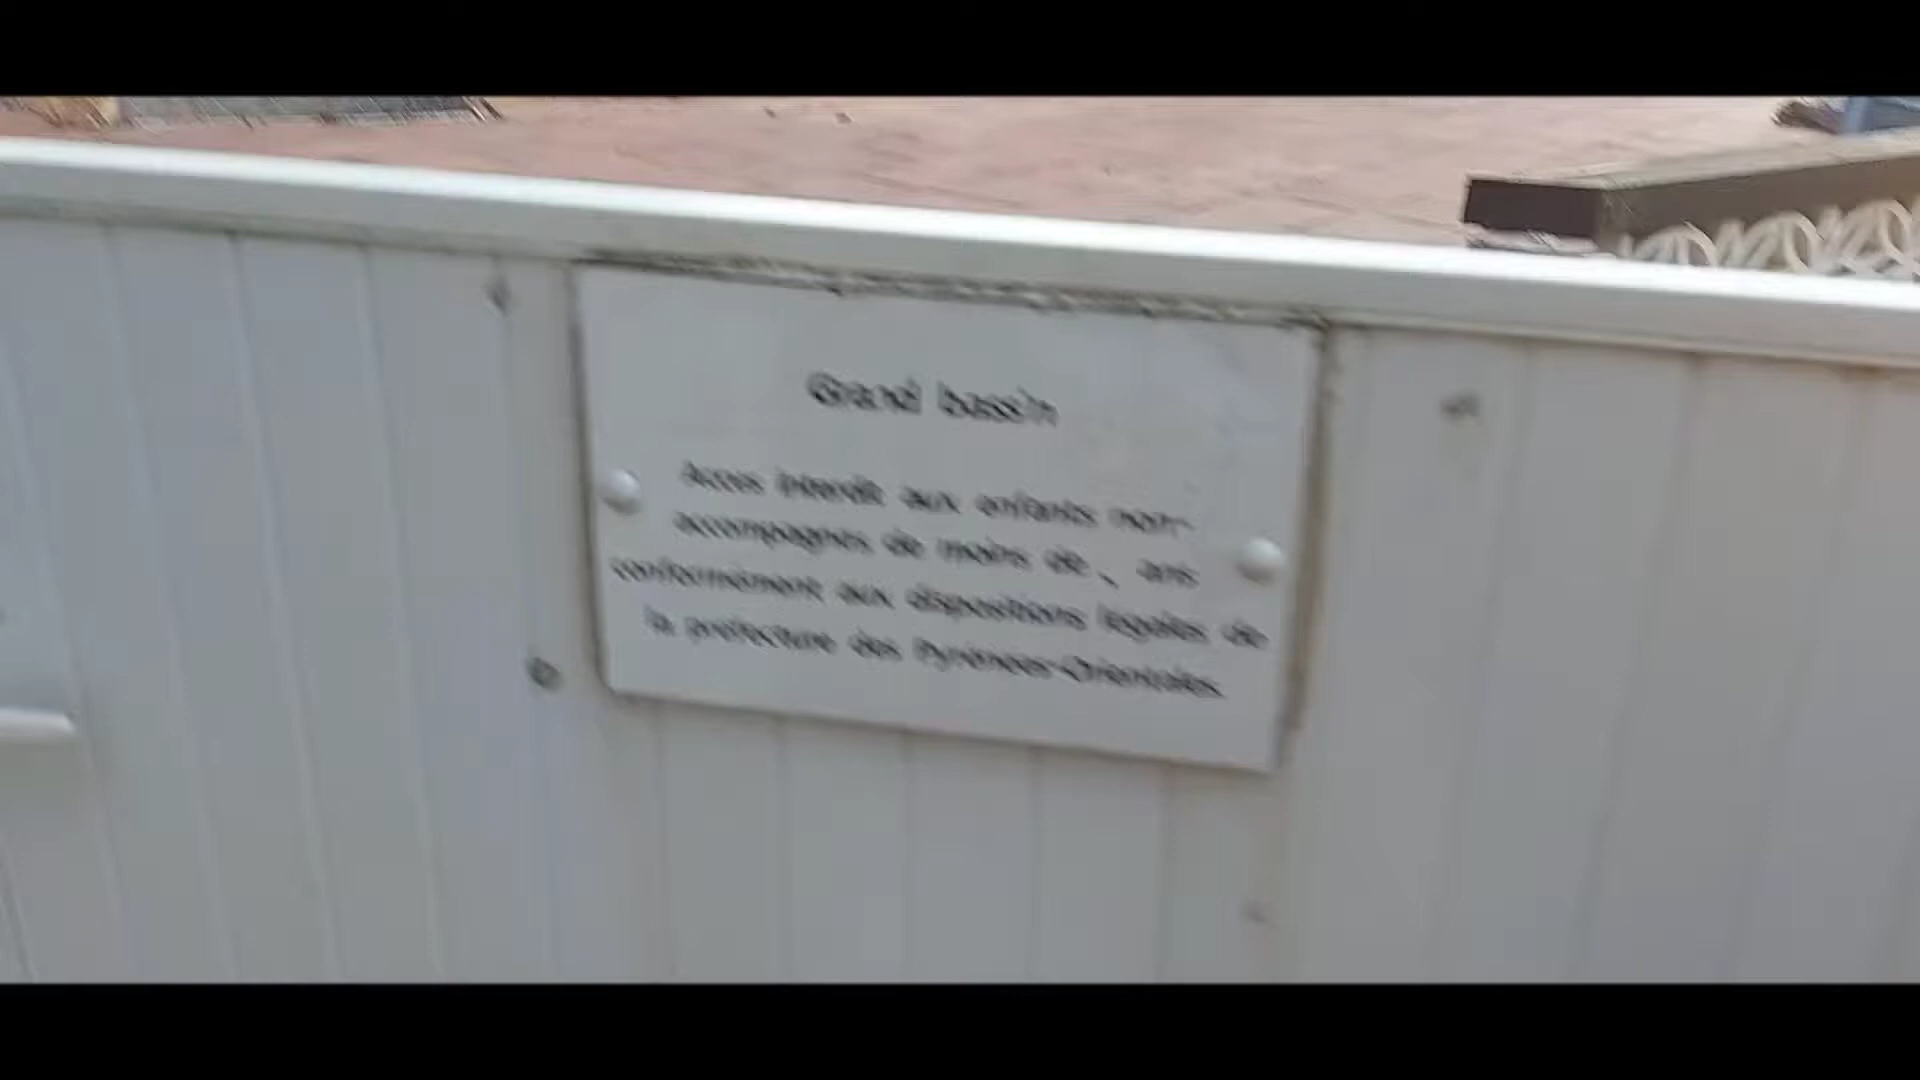 Grand bassin
Accès interdit aux enfants non-
accompagnés de moins de ans
conformément aux dispositions légales de
la préfecture des Pyrénées-Orientales.